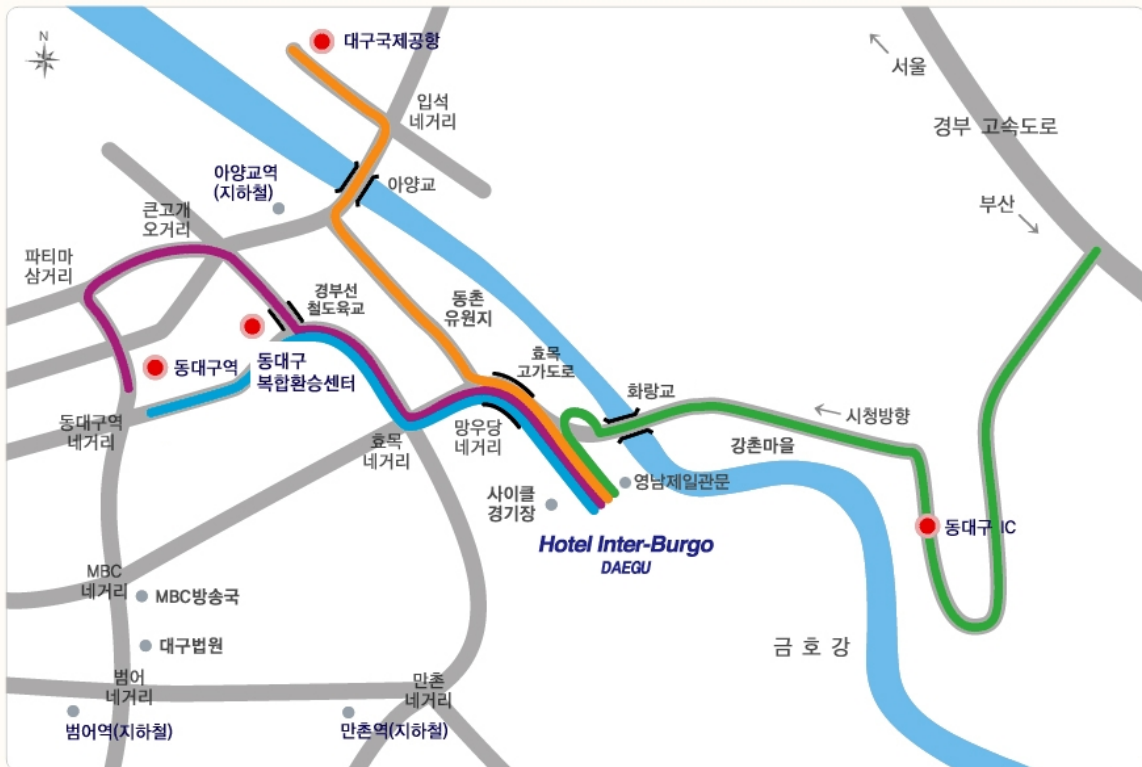 N
대구국제공항
입석
네거리
서울
경부 고속도로
아양교역
(지하철)
아양교
부산
큰고개
오거리
파티마
삼거리
경부선
철도육교
동촌
유원지
효목
고가도로
동대구역
동대구
복합환승센터
화랑교
시청방향
동대구역
네거리
효목
네거리
망우당
네거리
강촌마을
영남제일관문
사이클
경기장
동대구 IC
Hotel Inter-Burgo
DAEGU
MBC
네거리
MBC방송국
대구법원
금 호 강
범어
네거리
만촌
네거리
범어역(지하철)
만촌역(지하철)